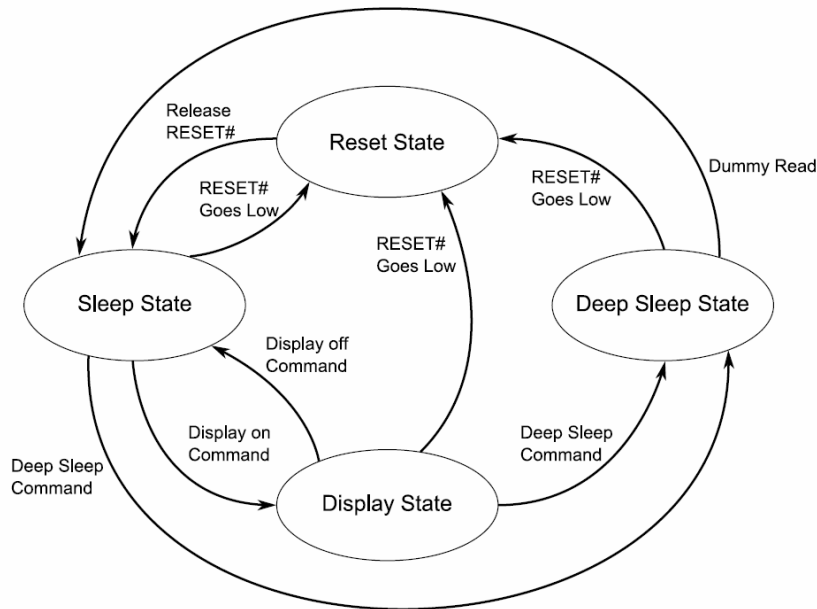 Release
RESET#
Reset State
Dummy Read
RESET#
Goes Low
RESET#
Goes Low
RESET#
Goes Low
Sleep State
Deep Sleep State
Display off
Command
Display on
Command
Deep Sleep
Command
Deep Sleep
Command
Display State